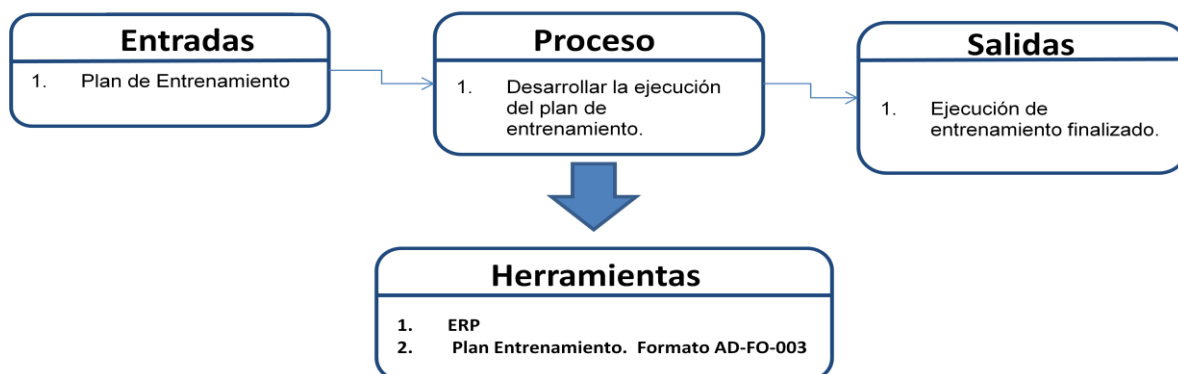 Entradas
1. Plan de Entrenamiento
Proceso
1. Desarrollar la ejecución
del plan de
entrenamiento.
Salidas
1. Ejecución de
entrenamiento finalizado.
Herramientas
1. ERP
2. Plan Entrenamiento. Formato AD-FO-003